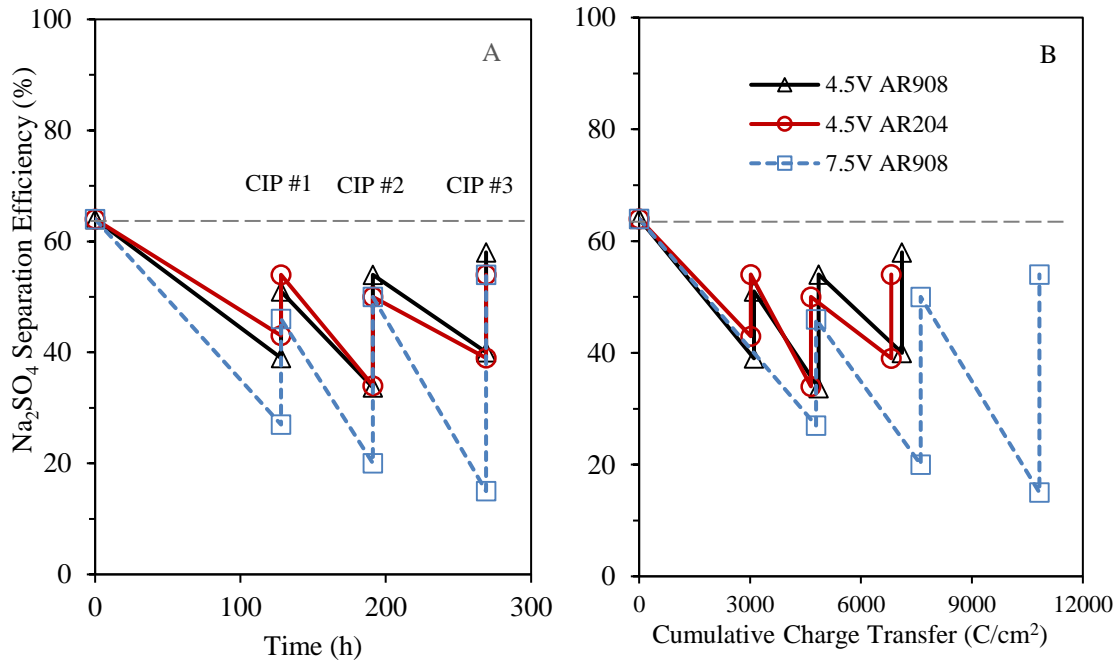 Na₂SO₄ Separation Efficiency (%)
100
80
60
40
20
0
0
100
200
300
Time (h)
A
CIP #1
CIP #2
CIP #3
100
80
60
40
20
0
0
3000
6000
9000
12000
Cumulative Charge Transfer (C/cm²)
B
4.5V AR908
4.5V AR204
7.5V AR908